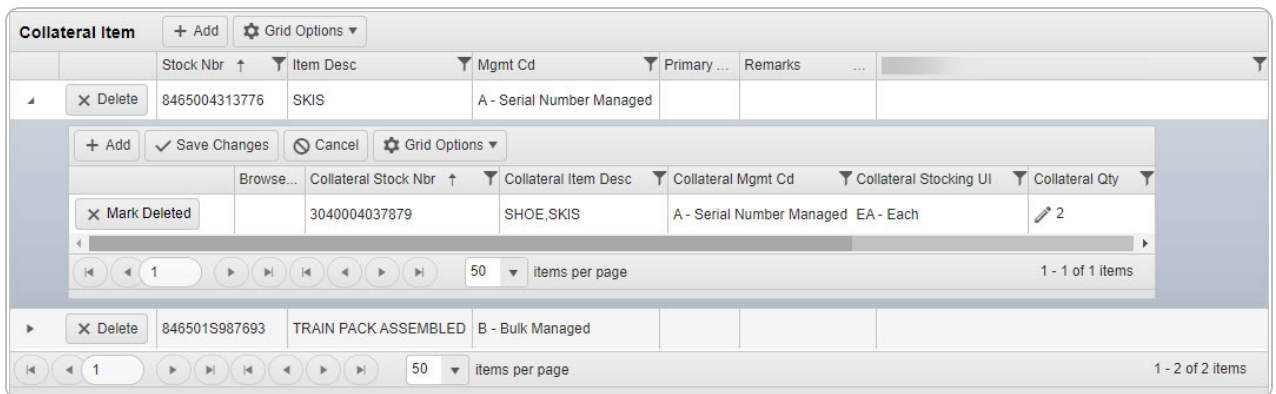 Collateral Item + Add Grid Options ▼
Stock Nbr ↑ Item Desc Mgmt Cd Primary ... Remarks ...
Delete 8465004313776 SKIS A - Serial Number Managed
+ Add Save Changes Cancel Grid Options ▼
Browse... Collateral Stock Nbr ↑ Collateral Item Desc Collateral Mgmt Cd Collateral Stocking UI Collateral Qty
Mark Deleted 3040004037879 SHOE,SKIS A - Serial Number Managed EA - Each 2
1 50 items per page 1 - 1 of 1 items
Delete 846501S987693 TRAIN PACK ASSEMBLED B - Bulk Managed
1 50 items per page 1 - 2 of 2 items